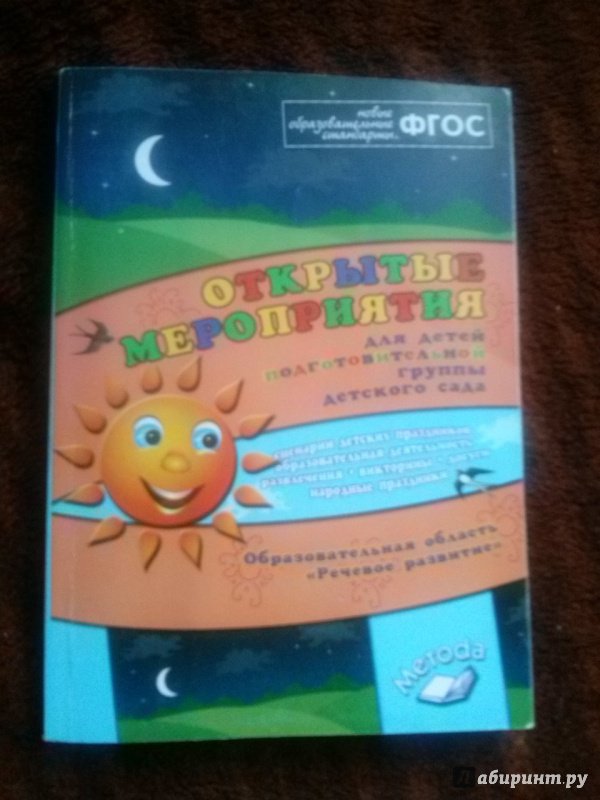 новые
образовательные
стандарты.
ФГОС
ОТКРЫТЫЕ
МЕРОПРИЯТИЯ
для детей
подготовительной
группы
детского сада
сценарии детских праздников
образовательная деятельность
развлечения • викторины • досуги
народные праздники
Образовательная область
«Речевое развитие»
Метода
Лабиринт.ру